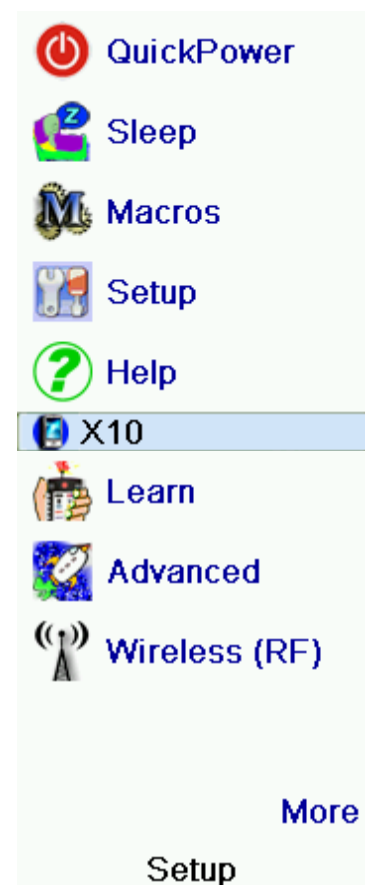 QuickPower
Z
Sleep
M
Macros
Setup
?
Help
X10
Learn
Advanced
Wireless (RF)
More
Setup